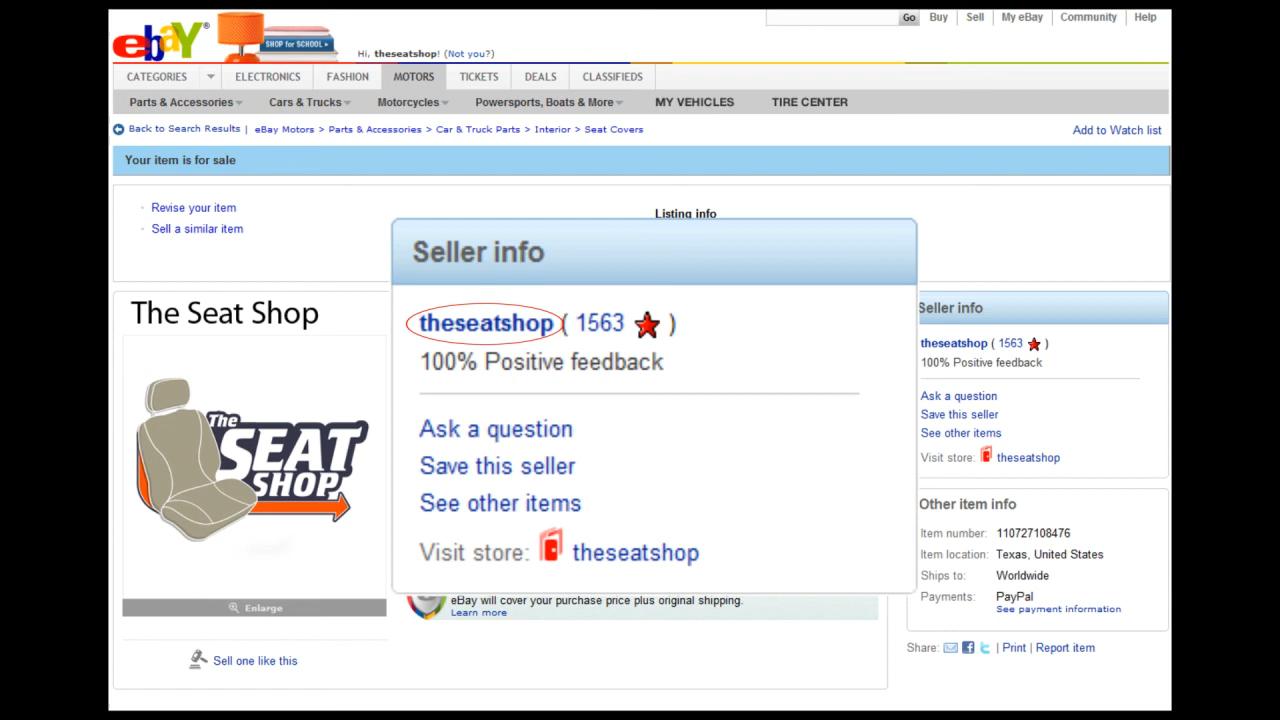 Go Buy Sell My eBay Community Help
ebay®
SHOP for SCHOOL
Hi, theseatshop! (Not you?)
CATEGORIES ELECTRONICS FASHION MOTORS TICKETS DEALS CLASSIFIEDS
Parts & Accessories Cars & Trucks Motorcycles Powersports, Boats & More MY VEHICLES TIRE CENTER
Back to Search Results | eBay Motors > Parts & Accessories > Car & Truck Parts > Interior > Seat Covers Add to Watch list
Your item is for sale
Revise your item
Sell a similar item
Listing info
The Seat Shop
The SEAT SHOP
Enlarge
Sell one like this
Seller info
theseatshop ( 1563 )
100% Positive feedback
Ask a question
Save this seller
See other items
Visit store: theseatshop
eBay will cover your purchase price plus original shipping.
Learn more
Seller info
theseatshop ( 1563 )
100% Positive feedback
Ask a question
Save this seller
See other items
Visit store: theseatshop
Other item info
Item number: 110727108476
Item location: Texas, United States
Ships to: Worldwide
Payments: PayPal
See payment information
Share: | Print | Report item